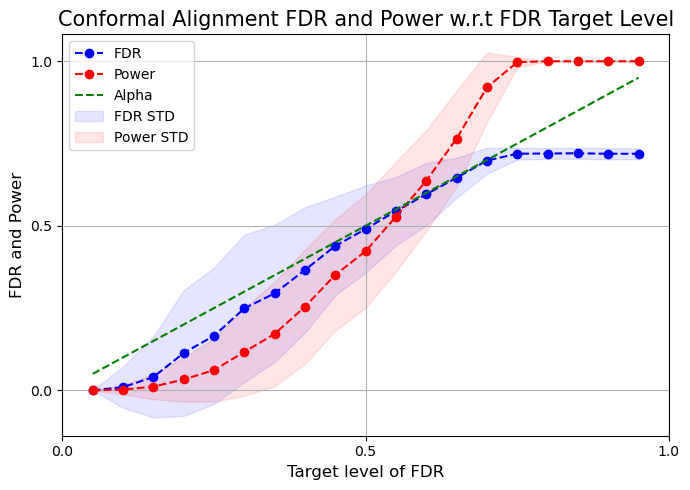 Conformal Alignment FDR and Power w.r.t FDR Target Level
FDR
Power
Alpha
FDR STD
Power STD
1.0
0.5
0.0
FDR and Power
0.0 0.5 1.0
Target level of FDR